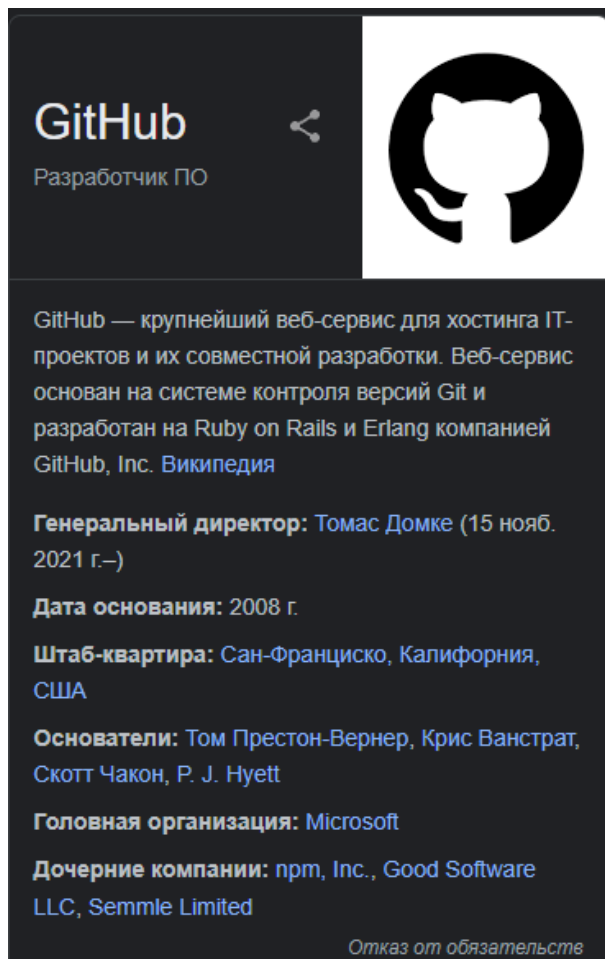 GitHub
Разработчик ПО
GitHub — крупнейший веб-сервис для хостинга IT-
проектов и их совместной разработки. Веб-сервис
основан на системе контроля версий Git и
разработан на Ruby on Rails и Erlang компанией
GitHub, Inc. Википедия
Генеральный директор: Томас Домке (15 нояб.
2021 г.–)
Дата основания: 2008 г.
Штаб-квартира: Сан-Франциско, Калифорния,
США
Основатели: Том Престон-Вернер, Крис Ванстрат,
Скотт Чакон, P. J. Hyett
Головная организация: Microsoft
Дочерние компании: npm, Inc., Good Software
LLC, Semmle Limited
Отказ от обязательств